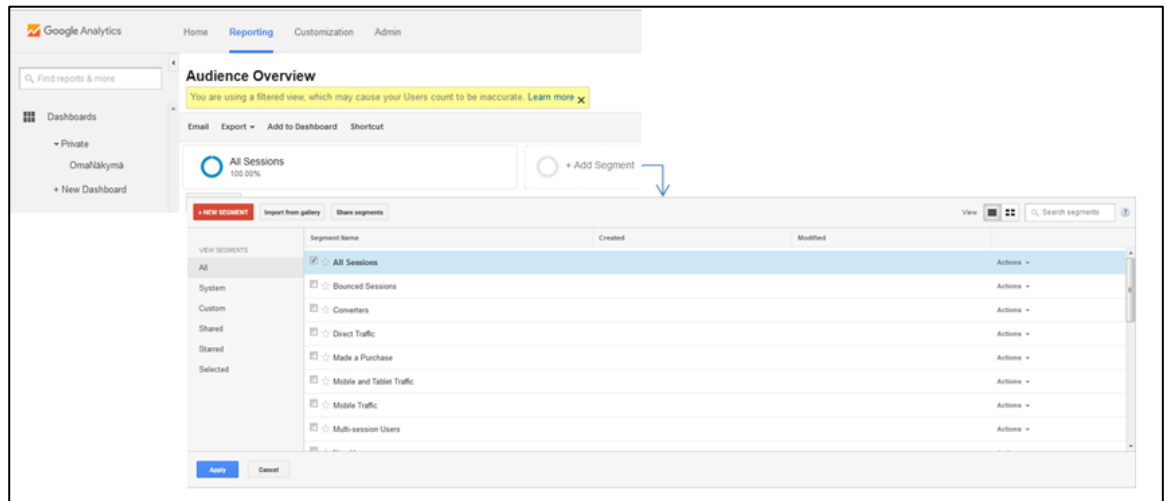 Google Analytics
Home Reporting Customization Admin
Find reports & more
Audience Overview
You are using a filtered view, which may cause your Users count to be inaccurate. Learn more
Dashboards
Email Export Add to Dashboard Shortcut
Private
OmaNäkymä
+ New Dashboard
All Sessions
100.00%
+ Add Segment
+ NEW SEGMENT Import from gallery Share segments View Search segments
Segment Name Created Modified
VIEW SEGMENTS
All
System
Custom
Shared
Starred
Selected
All Sessions Actions
Bounced Sessions Actions
Converters Actions
Direct Traffic Actions
Made a Purchase Actions
Mobile and Tablet Traffic Actions
Mobile Traffic Actions
Multi-session Users Actions
Apply Cancel